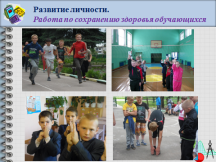 Развитие личности.
Работа по сохранению здоровья обучающихся